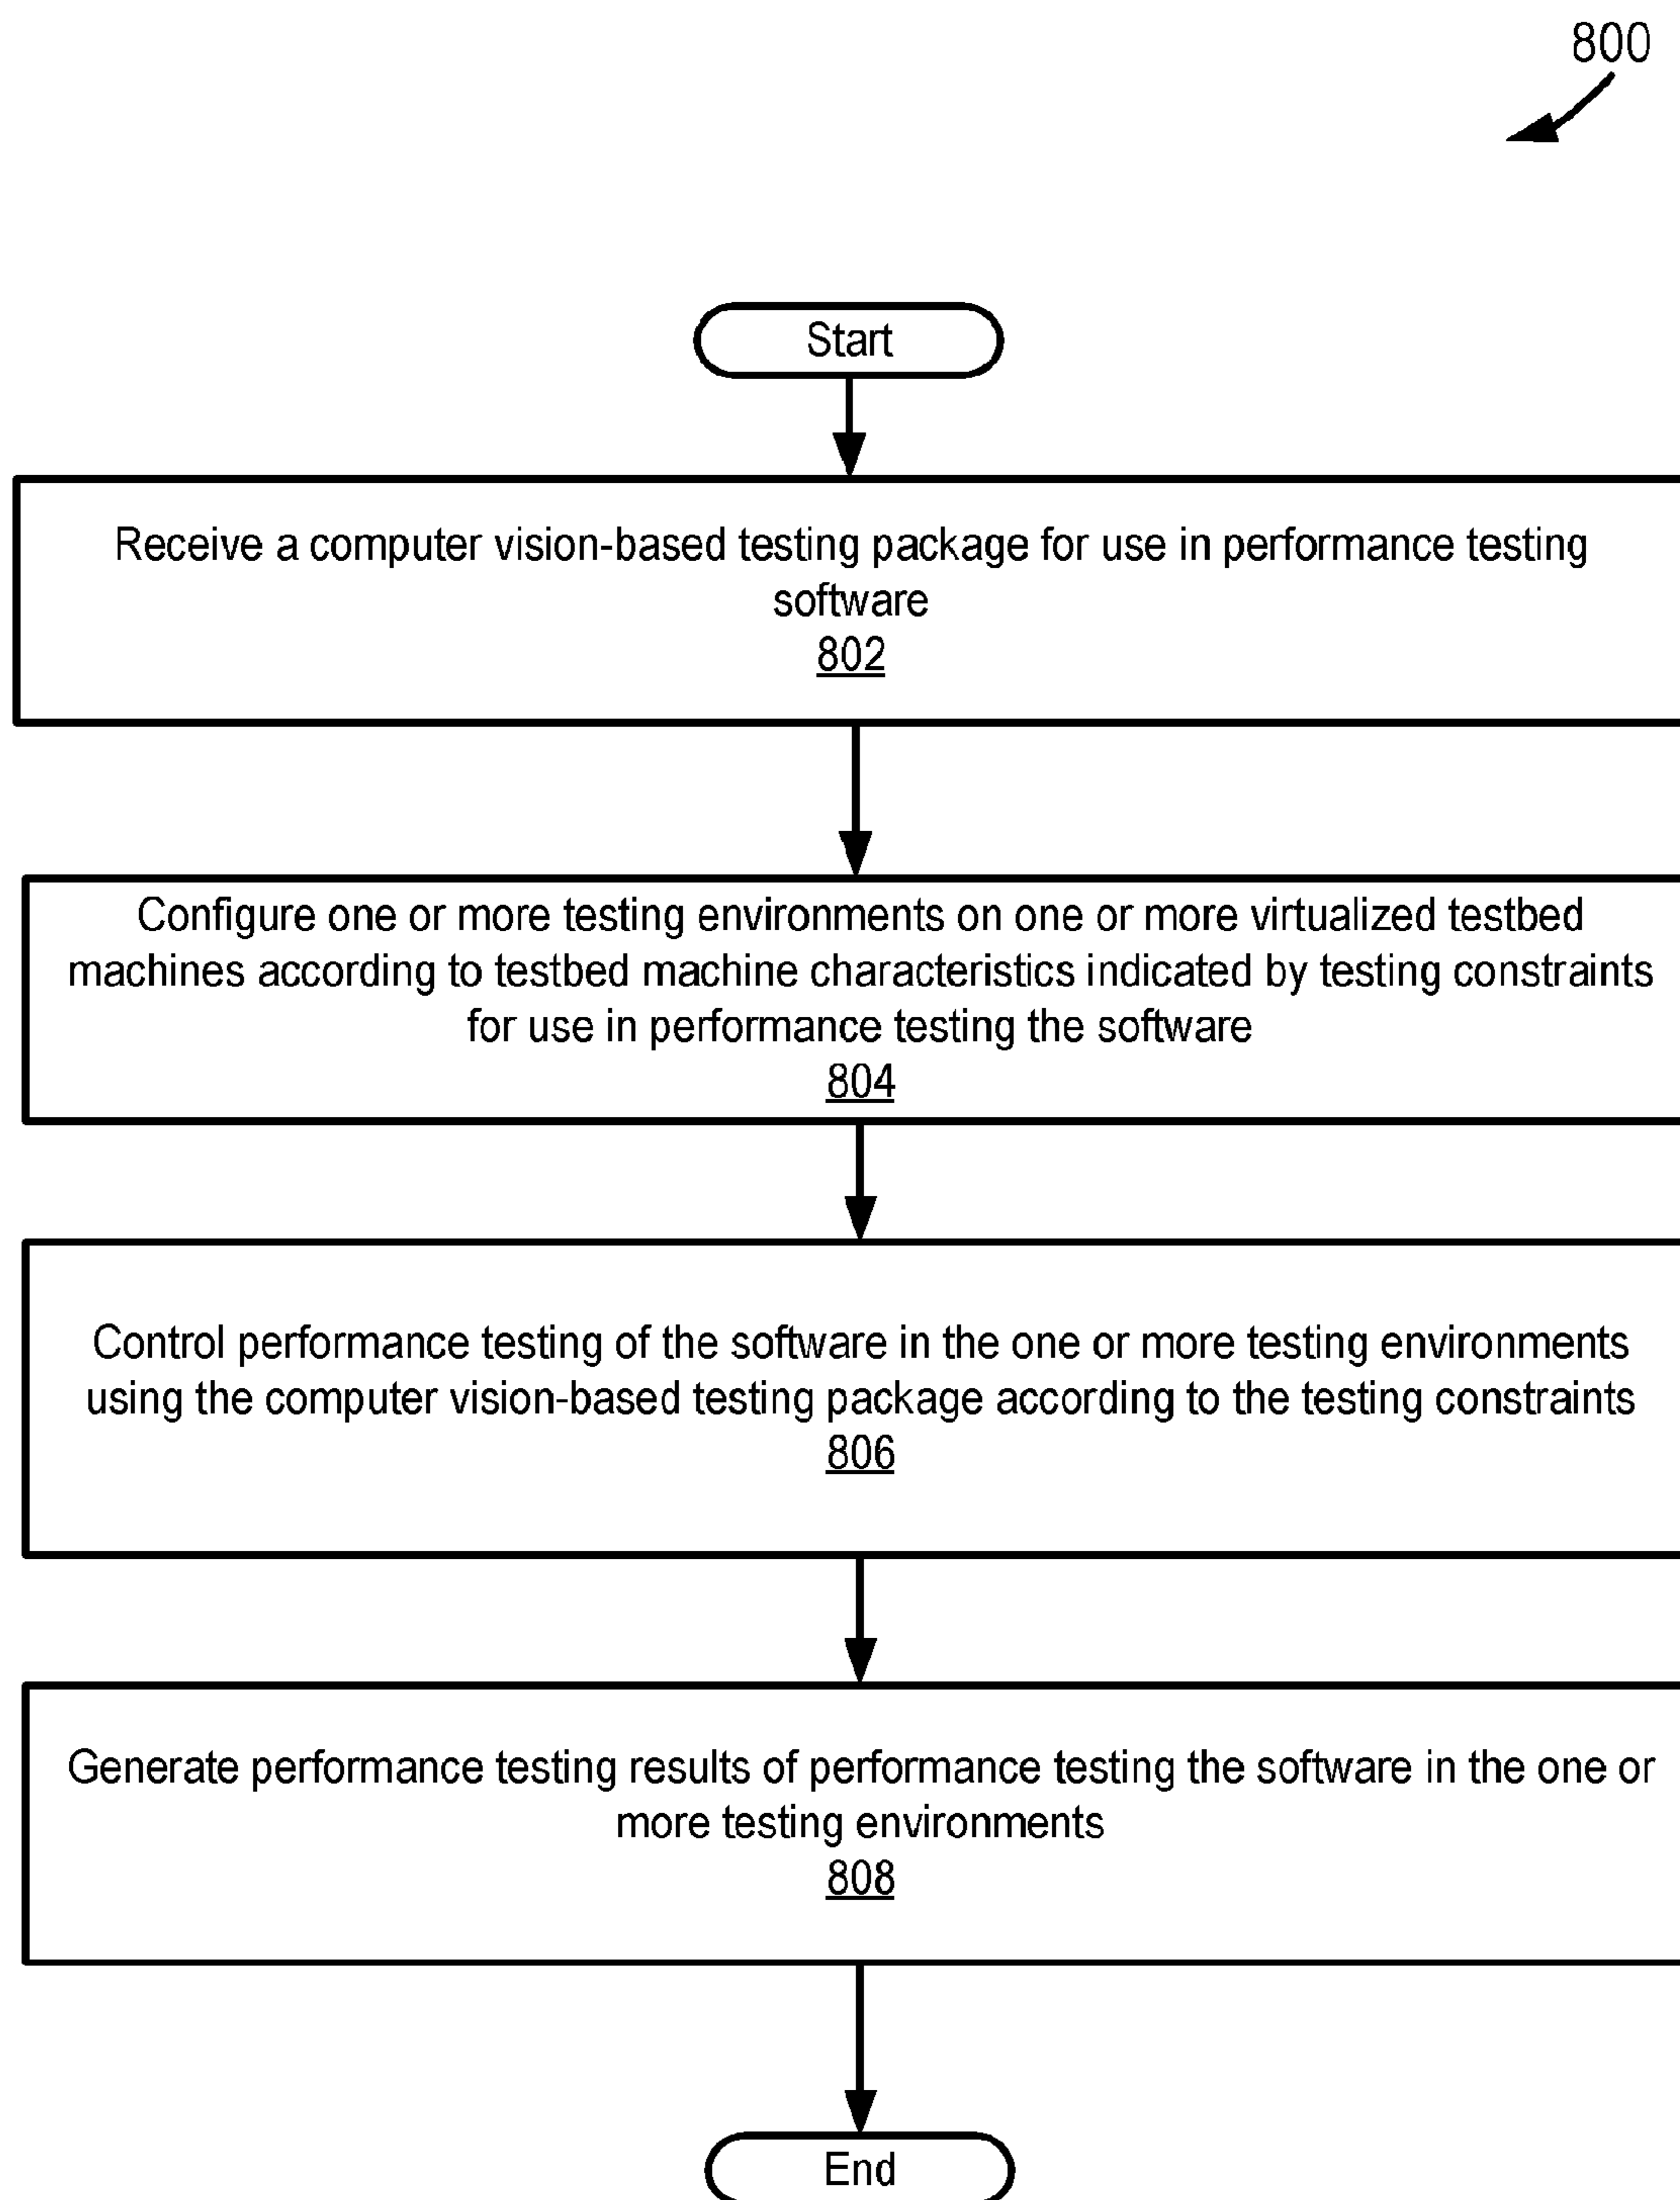 800
Start
Receive a computer vision-based testing package for use in performance testing
software
802
Configure one or more testing environments on one or more virtualized testbed
machines according to testbed machine characteristics indicated by testing constraints
for use in performance testing the software
804
Control performance testing of the software in the one or more testing environments
using the computer vision-based testing package according to the testing constraints
806
Generate performance testing results of performance testing the software in the one or
more testing environments
808
End